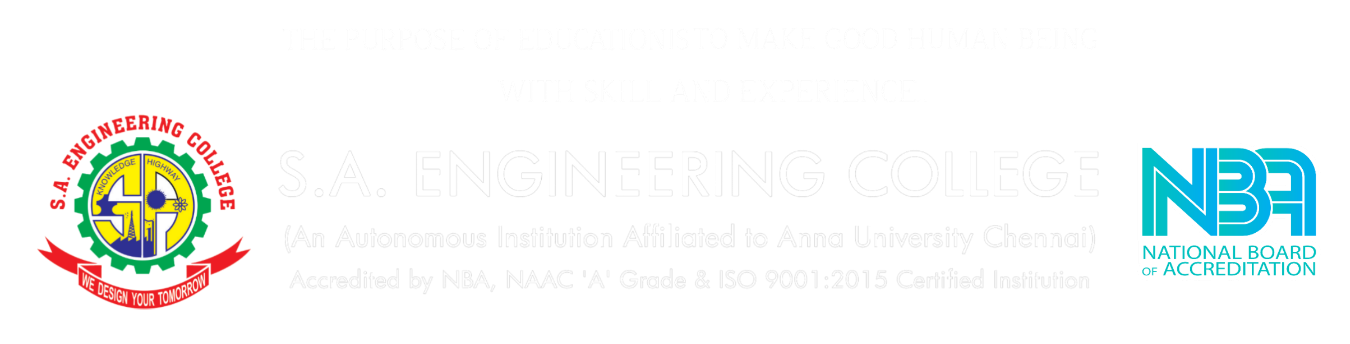 THE PURPOSE OF EDUCATION IS TO MAKE GOOD HUMAN BEING
WITH SKILL AND EXPERIENCE
S.A. ENGINEERING COLLEGE
KNOWLEDGE HIGHWAY
SA
WE DESIGN YOUR TOMORROW
S.A. ENGINEERING COLLEGE
(An Autonomous Institution Affiliated to Anna University Chennai)
Accredited by NBA, NAAC 'A' Grade & ISO 9001:2015 Certified Institution
NBA
NATIONAL BOARD
OF ACCREDITATION